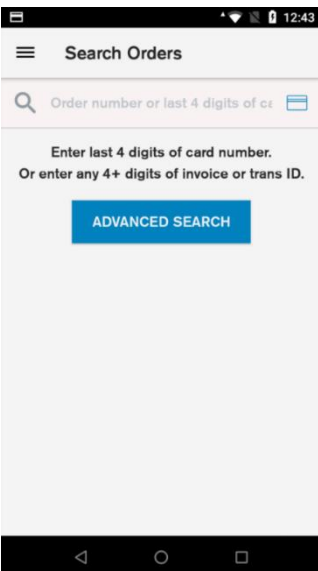 12:43
Search Orders
Order number or last 4 digits of ca
Enter last 4 digits of card number.
Or enter any 4+ digits of invoice or trans ID.
ADVANCED SEARCH